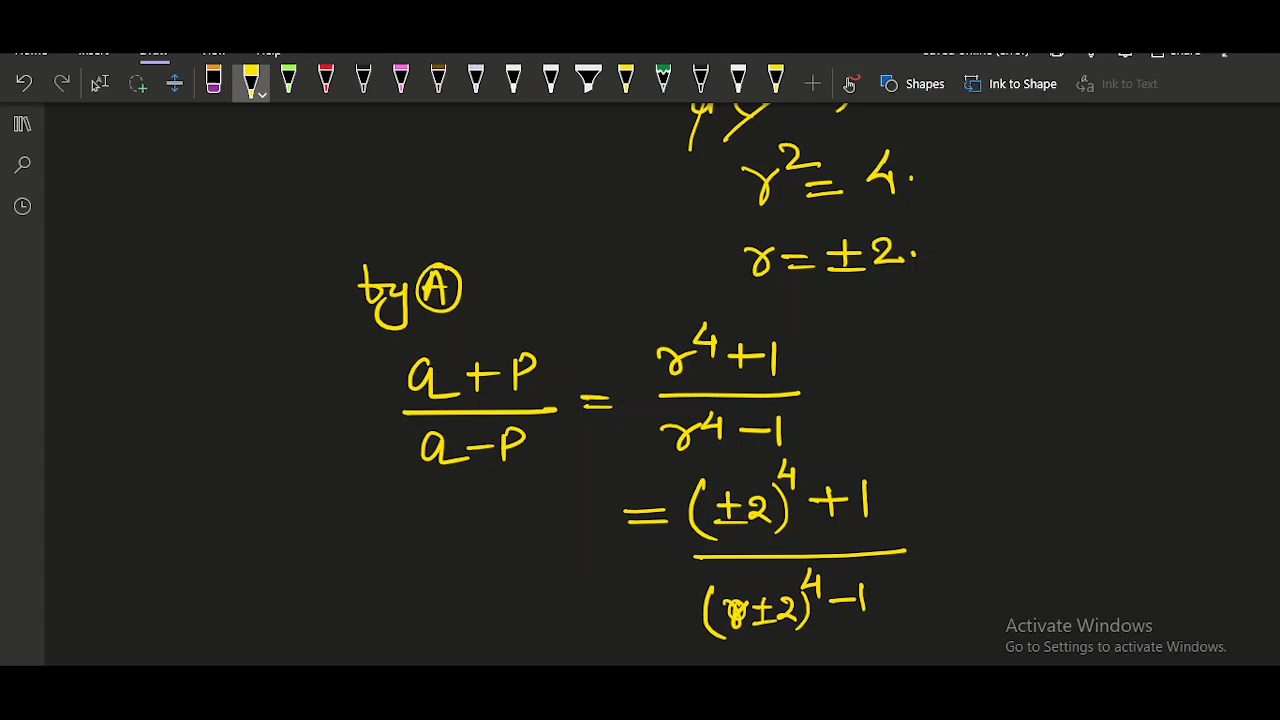 Shapes Ink to Shape Ink to Text
r² = 4.
r = ±2.
by A
q + p / q - p = r⁴ + 1 / r⁴ - 1
= (±2)⁴ + 1 / (±2)⁴ - 1
Activate Windows
Go to Settings to activate Windows.